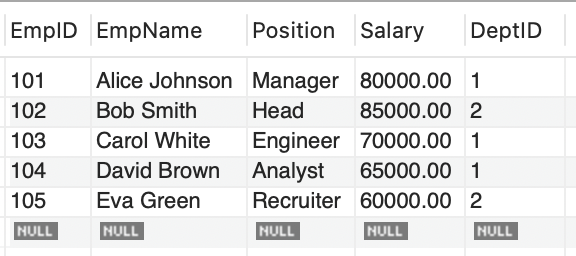 EmpID EmpName Position Salary DeptID
101 Alice Johnson Manager 80000.00 1
102 Bob Smith Head 85000.00 2
103 Carol White Engineer 70000.00 1
104 David Brown Analyst 65000.00 1
105 Eva Green Recruiter 60000.00 2
NULL NULL NULL NULL NULL